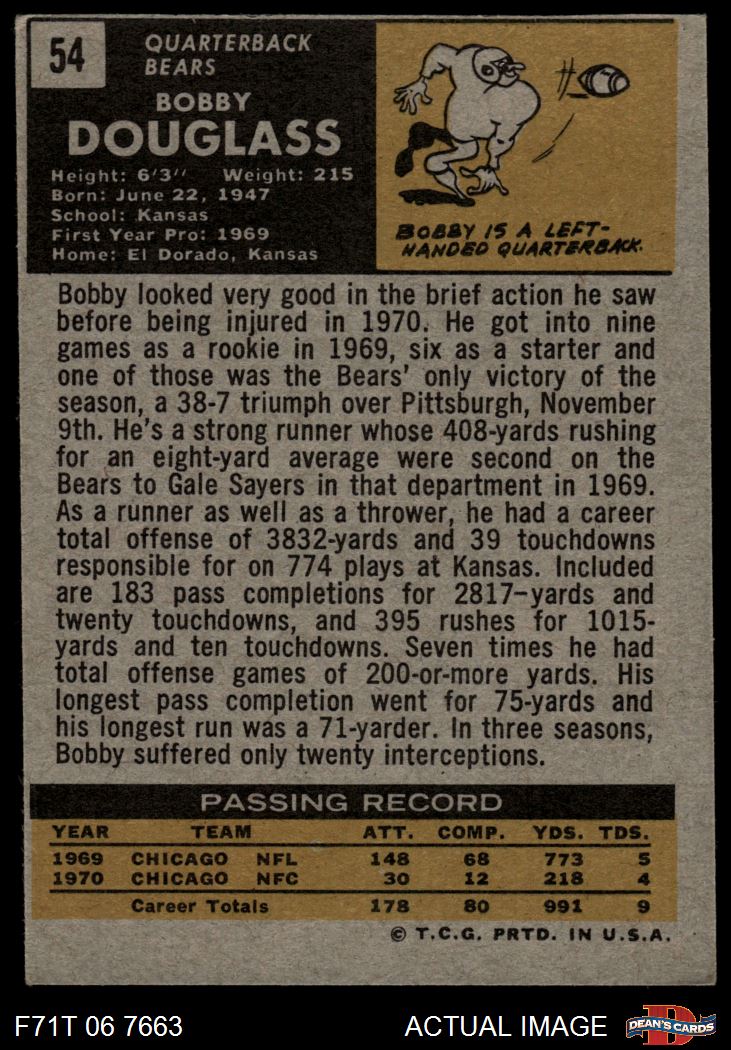 54
QUARTERBACK
BEARS
BOBBY
DOUGLASS
Height: 6'3" Weight: 215
Born: June 22, 1947
School: Kansas
First Year Pro: 1969
Home: El Dorado, Kansas
BOBBY IS A LEFT-
HANDED QUARTERBACK.
Bobby looked very good in the brief action he saw
before being injured in 1970. He got into nine
games as a rookie in 1969, six as a starter and
one of those was the Bears' only victory of the
season, a 38-7 triumph over Pittsburgh, November
9th. He's a strong runner whose 408-yards rushing
for an eight-yard average were second on the
Bears to Gale Sayers in that department in 1969.
As a runner as well as a thrower, he had a career
total offense of 3832-yards and 39 touchdowns
responsible for on 774 plays at Kansas. Included
are 183 pass completions for 2817-yards and
twenty touchdowns, and 395 rushes for 1015-
yards and ten touchdowns. Seven times he had
total offense games of 200-or-more yards. His
longest pass completion went for 75-yards and
his longest run was a 71-yarder. In three seasons,
Bobby suffered only twenty interceptions.
PASSING RECORD
YEAR TEAM ATT. COMP. YDS. TDS.
1969 CHICAGO NFL 148 68 773 5
1970 CHICAGO NFC 30 12 218 4
Career Totals 178 80 991 9
© T.C.G. PRTD. IN U.S.A.
F71T 06 7663 ACTUAL IMAGE D DEAN'S CARDS